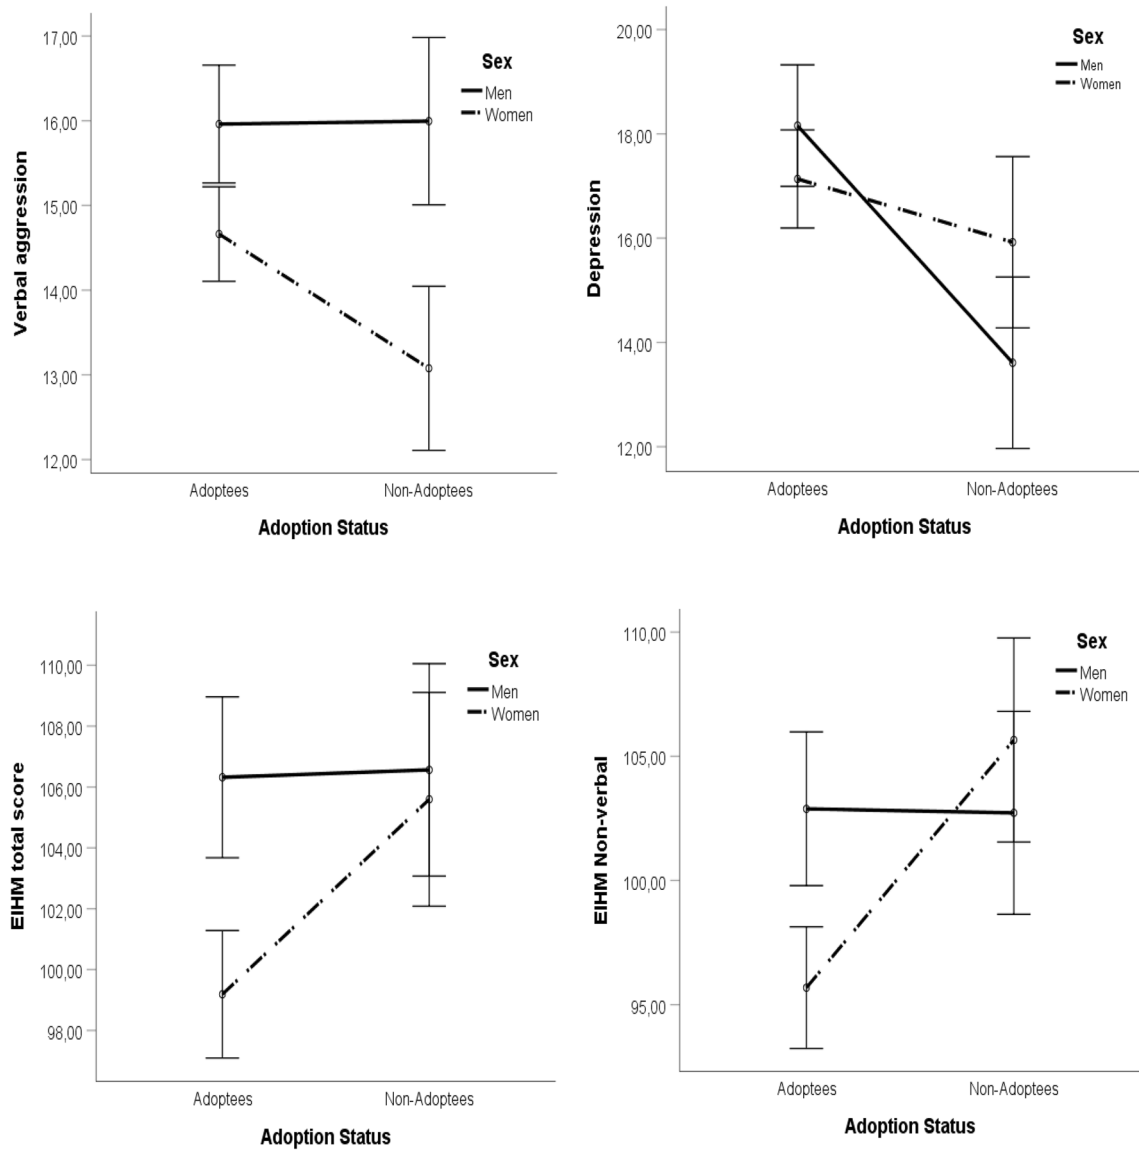 Verbal aggression
17,00
16,00
15,00
14,00
13,00
12,00
Sex
Men
Women
Adoptees
Non-Adoptees
Adoption Status
Depression
20,00
18,00
16,00
14,00
12,00
Sex
Men
Women
Adoptees
Non-Adoptees
Adoption Status
EIHM total score
110,00
108,00
106,00
104,00
102,00
100,00
98,00
Sex
Men
Women
Adoptees
Non-Adoptees
Adoption Status
EIHM Non-verbal
110,00
105,00
100,00
95,00
Sex
Men
Women
Adoptees
Non-Adoptees
Adoption Status